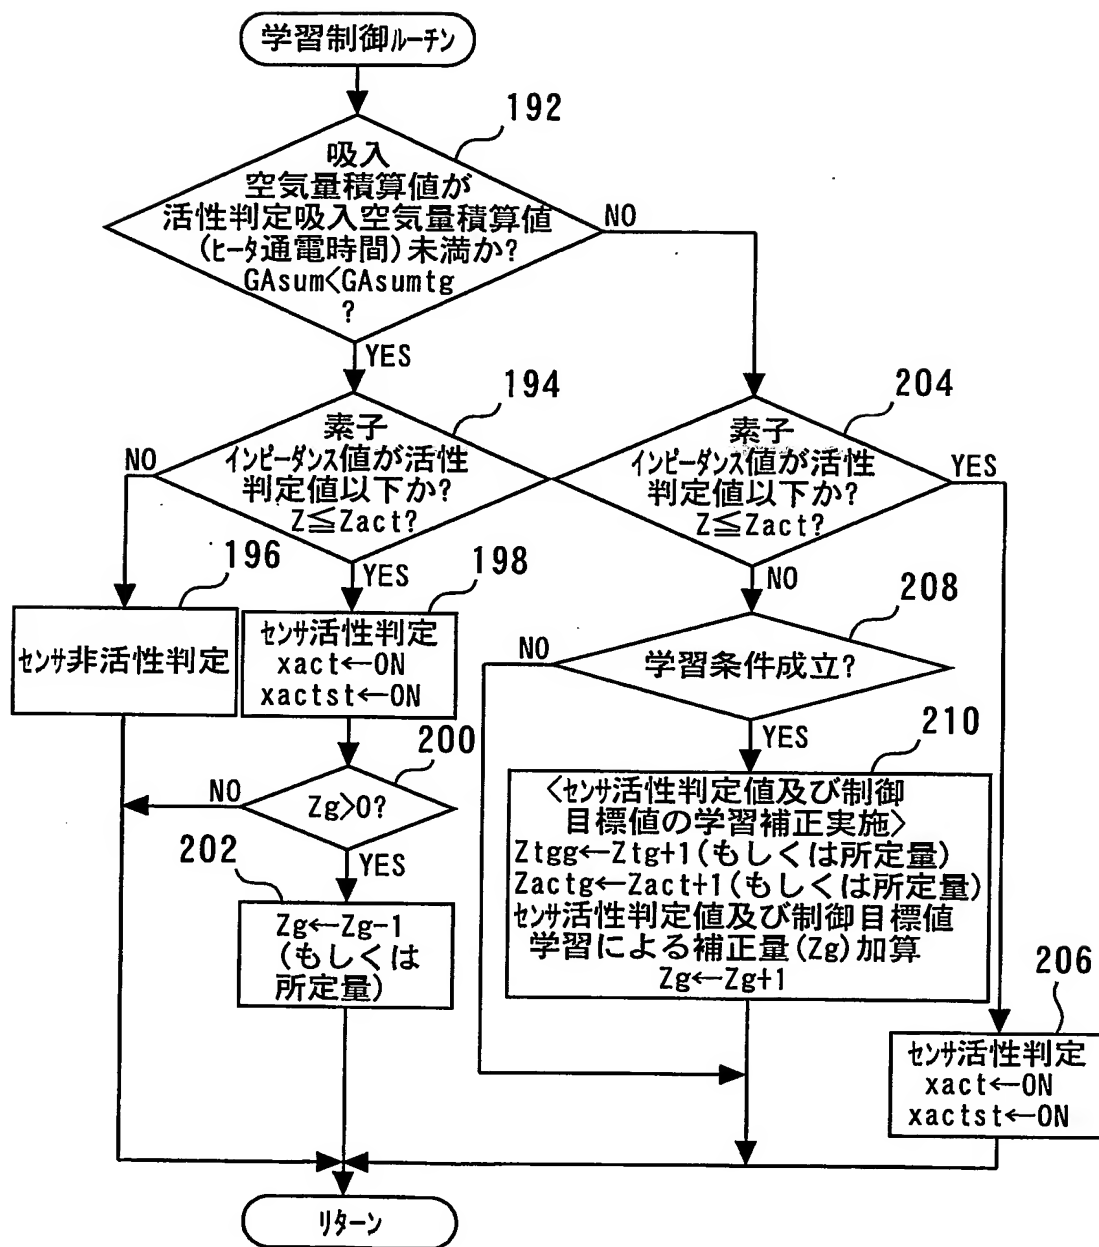 学習制御ルーチン
192
吸入
空気量積算値が
活性判定吸入空気量積算値
(ヒータ通電時間)未満か?
GAsum<GAsumtg
?
NO
YES
194
素子
インピーダンス値が活性
判定値以下か?
Z≦Zact?
NO
YES
204
素子
インピーダンス値が活性
判定値以下か?
Z≦Zact?
YES
NO
196
センサ非活性判定
198
センサ活性判定
xact←ON
xactst←ON
208
学習条件成立?
NO
YES
200
Zg>0?
NO
YES
202
Zg←Zg-1
(もしくは
所定量)
210
<センサ活性判定値及び制御
目標値の学習補正実施>
Ztgg←Ztg+1(もしくは所定量)
Zactg←Zact+1(もしくは所定量)
センサ活性判定値及び制御目標値
学習による補正量(Zg)加算
Zg←Zg+1
206
センサ活性判定
xact←ON
xactst←ON
リターン